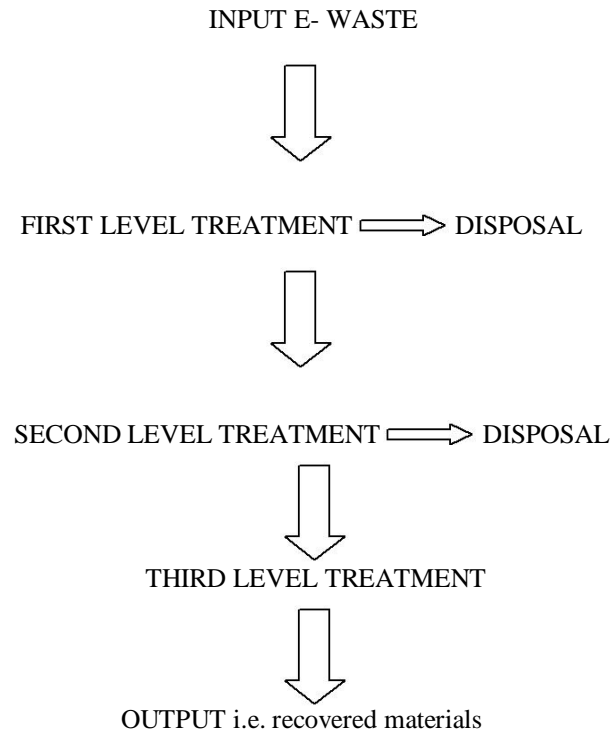 INPUT E- WASTE
FIRST LEVEL TREATMENT DISPOSAL
SECOND LEVEL TREATMENT DISPOSAL
THIRD LEVEL TREATMENT
OUTPUT i.e. recovered materials